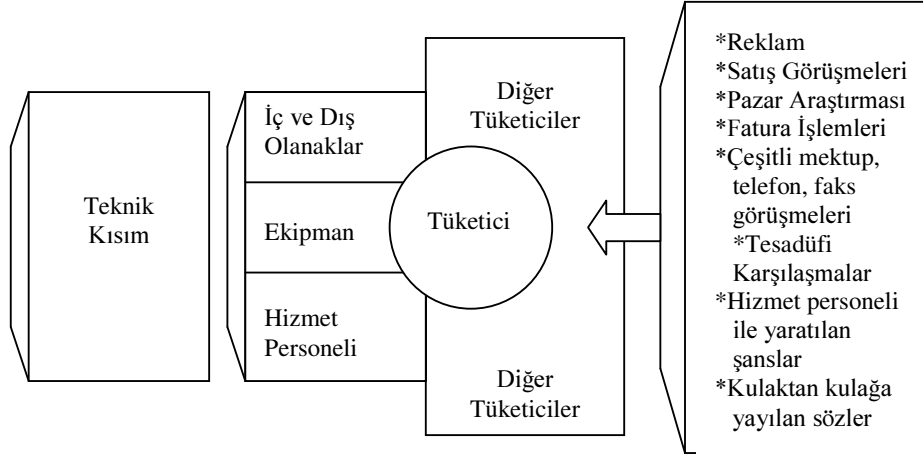 Teknik
Kısım
İç ve Dış
Olanaklar
Ekipman
Hizmet
Personeli
Diğer
Tüketiciler
Tüketici
Diğer
Tüketiciler
*Reklam
*Satış Görüşmeleri
*Pazar Araştırması
*Fatura İşlemleri
*Çeşitli mektup,
telefon, faks
görüşmeleri
*Tesadüfi
Karşılaşmalar
*Hizmet personeli
ile yaratılan
şanslar
*Kulaktan kulağa
yayılan sözler